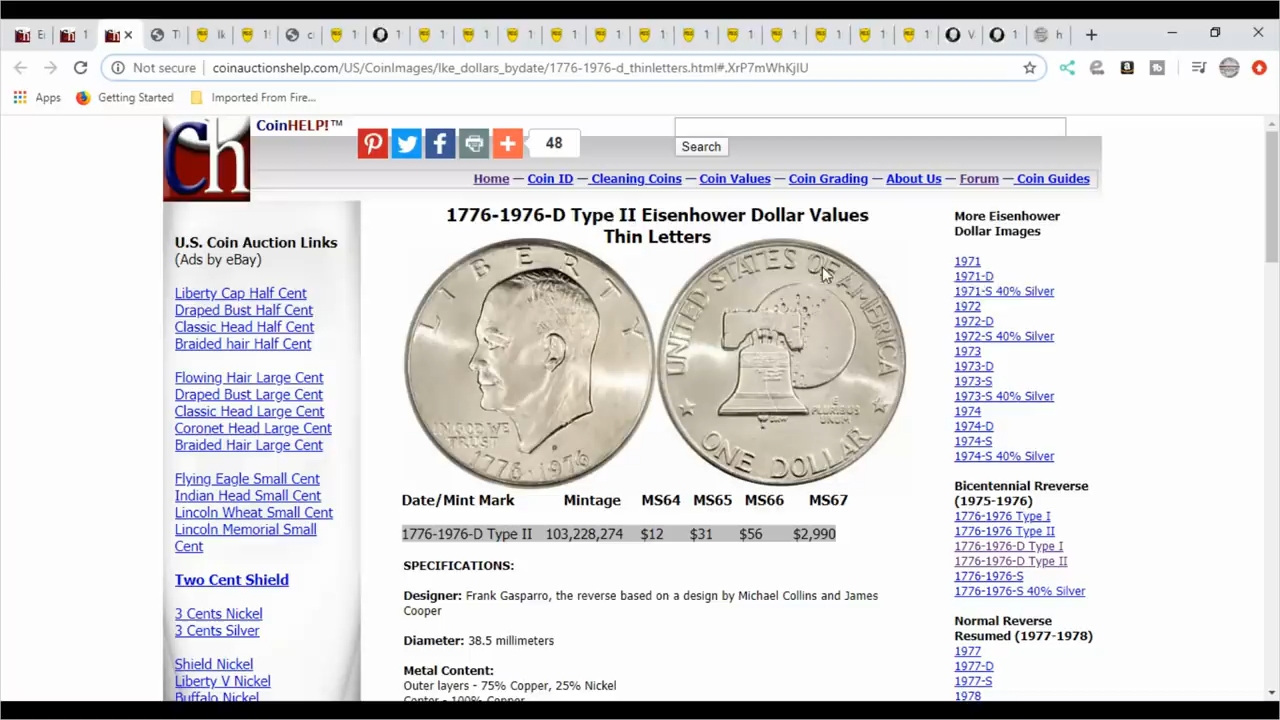 Not secure
coinauctionshelp.com/US/CoinImages/Ike_dollars_bydate/1776-1976-d_thinletters.html#.XrP7mWhKjIU
Apps
Getting Started
Imported From Fire...
Ch
CoinHELP!™
48
Search
Home — Coin ID — Cleaning Coins — Coin Values — Coin Grading — About Us — Forum — Coin Guides
U.S. Coin Auction Links
(Ads by eBay)
Liberty Cap Half Cent
Draped Bust Half Cent
Classic Head Half Cent
Braided hair Half Cent
Flowing Hair Large Cent
Draped Bust Large Cent
Classic Head Large Cent
Coronet Head Large Cent
Braided Hair Large Cent
Flying Eagle Small Cent
Indian Head Small Cent
Lincoln Wheat Small Cent
Lincoln Memorial Small
Cent
Two Cent Shield
3 Cents Nickel
3 Cents Silver
Shield Nickel
Liberty V Nickel
Buffalo Nickel
1776-1976-D Type II Eisenhower Dollar Values
Thin Letters
LIBERTY
IN GOD WE
TRUST
1776·1976
UNITED STATES OF AMERICA
E
PLURIBUS
UNUM
ONE DOLLAR
Date/Mint Mark Mintage MS64 MS65 MS66 MS67
1776-1976-D Type II 103,228,274 $12 $31 $56 $2,990
SPECIFICATIONS:
Designer: Frank Gasparro, the reverse based on a design by Michael Collins and James
Cooper
Diameter: 38.5 millimeters
Metal Content:
Outer layers - 75% Copper, 25% Nickel
Center - 100% Copper
More Eisenhower
Dollar Images
1971
1971-D
1971-S 40% Silver
1972
1972-D
1972-S 40% Silver
1973
1973-D
1973-S
1973-S 40% Silver
1974
1974-D
1974-S
1974-S 40% Silver
Bicentennial Rreverse
(1975-1976)
1776-1976 Type I
1776-1976 Type II
1776-1976-D Type I
1776-1976-D Type II
1776-1976-S
1776-1976-S 40% Silver
Normal Reverse
Resumed (1977-1978)
1977
1977-D
1977-S
1978